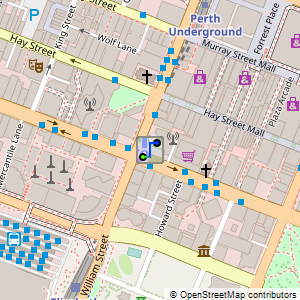 P
Perth
Underground
Forrest Place
King Street
Wolf Lane
Hay Street
Murray Street Mall
Plaza Arcade
Hay Street Mall
Mercantile Lane
Howard Street
William Street
© OpenStreetMap contributors